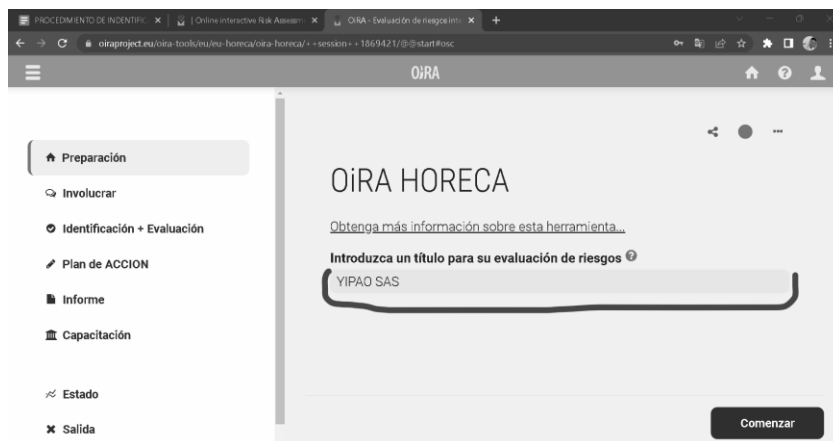 PROCEDIMIENTO DE INDENTIFIC
| Online interactive Risk Assessm
OiRA - Evaluación de riesgos inte
oiraproject.eu/oira-tools/eu/eu-horeca/oira-horeca/++session++1869421/@@start#osc
OiRA
Preparación
Involucrar
Identificación + Evaluación
Plan de ACCION
Informe
Capacitación
Estado
Salida
OiRA HORECA
Obtenga más información sobre esta herramienta...
Introduzca un título para su evaluación de riesgos
YIPAO SAS
Comenzar